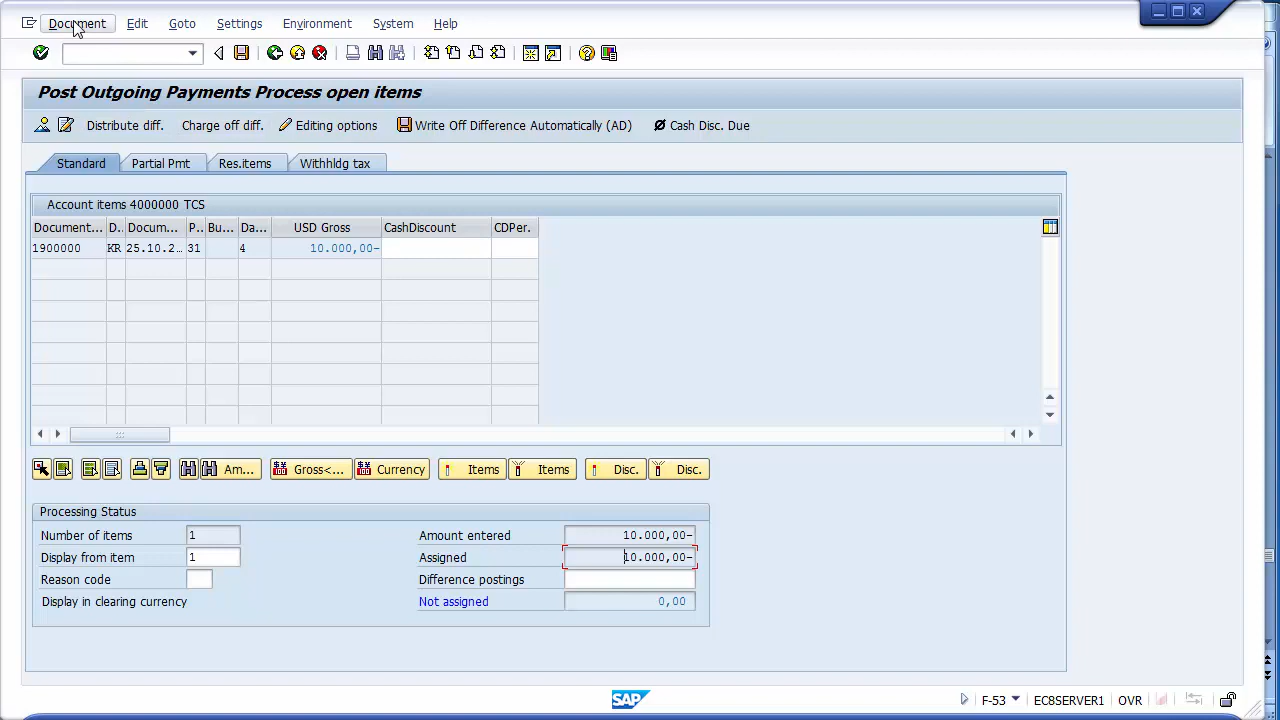 Document Edit Goto Settings Environment System Help
Post Outgoing Payments Process open items
Distribute diff. Charge off diff. Editing options Write Off Difference Automatically (AD) Cash Disc. Due
Standard Partial Pmt Res.items Withhldg tax
Account items 4000000 TCS
Document... D.. Docum... P.. Bu... Da... USD Gross CashDiscount CDPer.
1900000 KR 25.10.2... 31 4 10.000,00-
Am... Gross<... Currency Items Items Disc. Disc.
Processing Status
Number of items 1 Amount entered 10.000,00-
Display from item 1 Assigned 10.000,00-
Reason code Difference postings
Display in clearing currency Not assigned 0,00
SAP F-53 EC8SERVER1 OVR